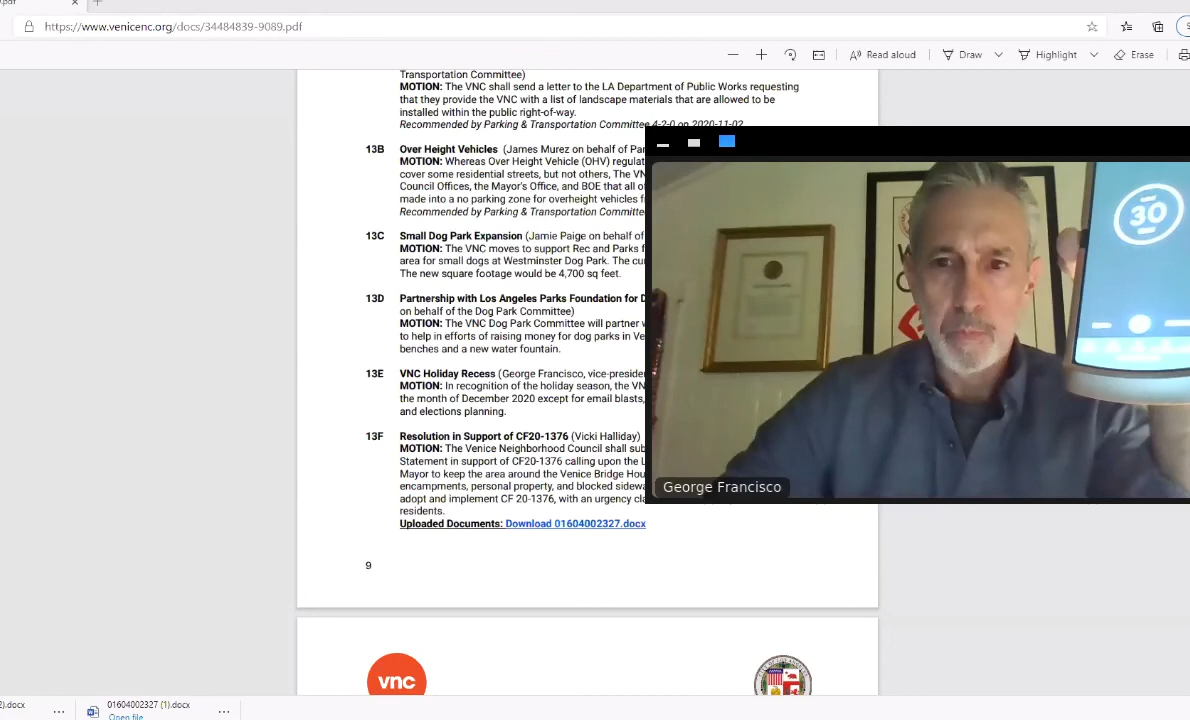 .pdf
https://www.venicenc.org/docs/34484839-9089.pdf
Read aloud
Draw
Highlight
Erase
Transportation Committee)
MOTION: The VNC shall send a letter to the LA Department of Public Works requesting
that they provide the VNC with a list of landscape materials that are allowed to be
installed within the public right-of-way.
Recommended by Parking & Transportation Committee 4-2-0 on 2020-11-02
13B Over Height Vehicles (James Murez on behalf of Par
MOTION: Whereas Over Height Vehicle (OHV) regulat
cover some residential streets, but not others, The VN
Council Offices, the Mayor's Office, and BOE that all o
made into a no parking zone for overheight vehicles f
Recommended by Parking & Transportation Committe
13C Small Dog Park Expansion (Jamie Paige on behalf of
MOTION: The VNC moves to support Rec and Parks f
area for small dogs at Westminster Dog Park. The cu
The new square footage would be 4,700 sq feet.
13D Partnership with Los Angeles Parks Foundation for D
on behalf of the Dog Park Committee)
MOTION: The VNC Dog Park Committee will partner w
to help in efforts of raising money for dog parks in Ve
benches and a new water fountain.
13E VNC Holiday Recess (George Francisco, vice-preside
MOTION: In recognition of the holiday season, the VN
the month of December 2020 except for email blasts,
and elections planning.
13F Resolution in Support of CF20-1376 (Vicki Halliday)
MOTION: The Venice Neighborhood Council shall sub
Statement in support of CF20-1376 calling upon the L
Mayor to keep the area around the Venice Bridge Hou
encampments, personal property, and blocked sidew
adopt and implement CF 20-1376, with an urgency cla
residents.
Uploaded Documents: Download 01604002327.docx
9
30
George Francisco
vnc
2).docx
01604002327 (1).docx
Open file